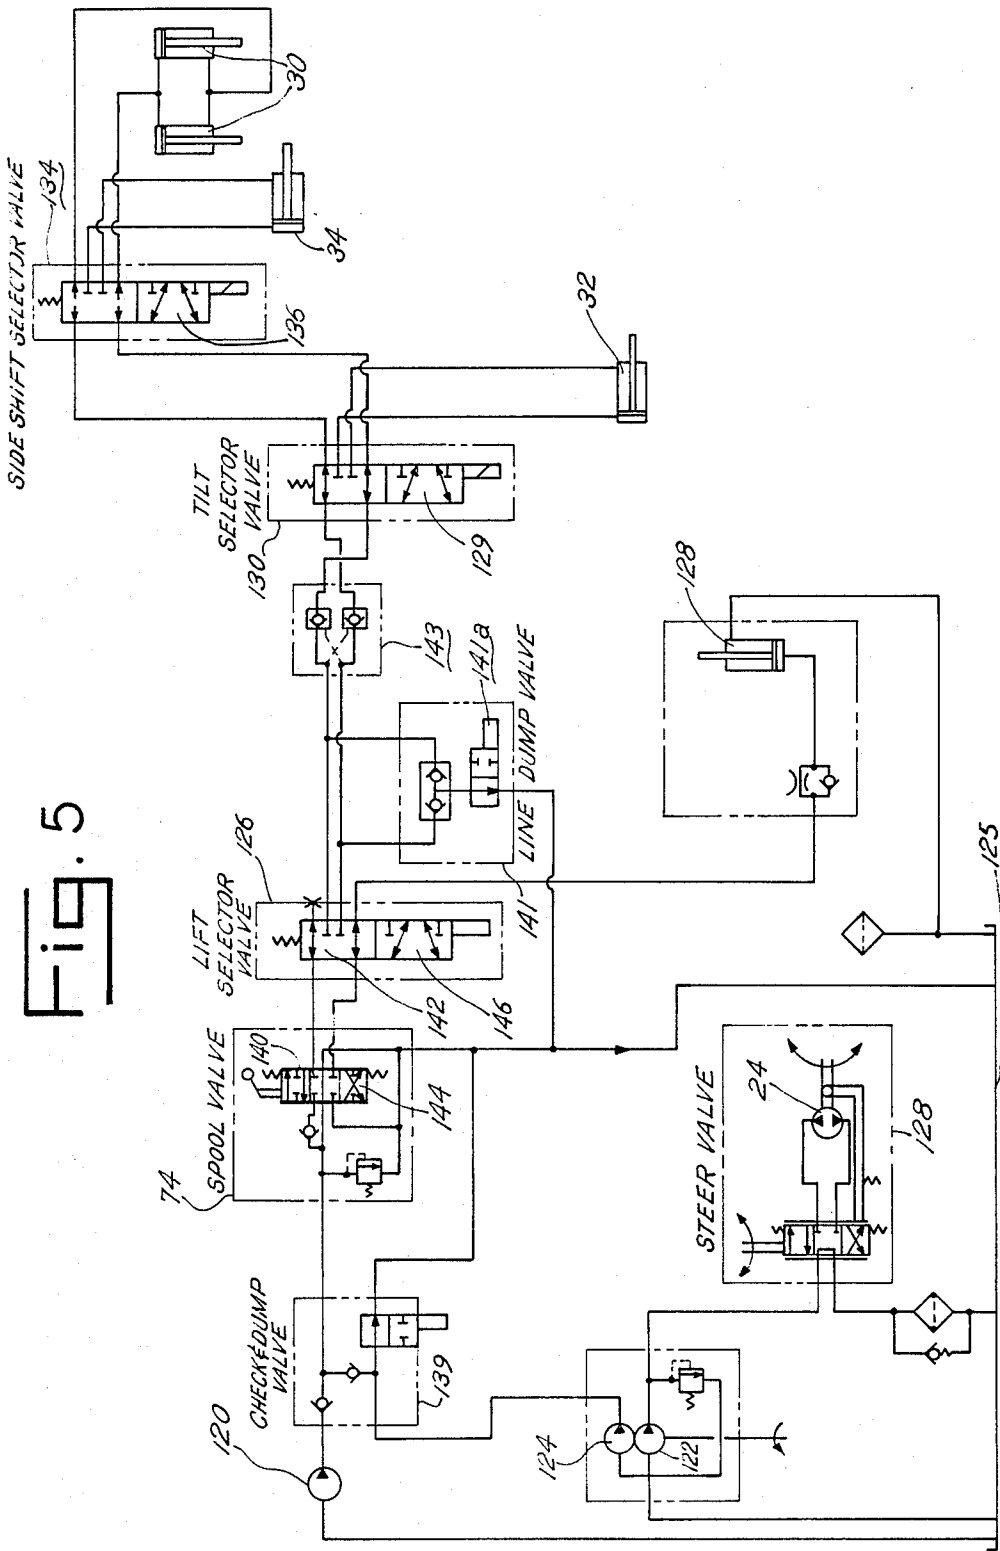 Fig. 5
SIDE SHIFT SELECTOR VALVE
134
30
34
136
32
TILT
SELECTOR
VALVE
130
129
143
141a
LINE DUMP VALVE
141
128
126
LIFT
SELECTOR
VALVE
142
146
125
SPOOL VALVE
74
140
144
STEER VALVE
24
128
CHECK&DUMP
VALVE
139
120
124
122